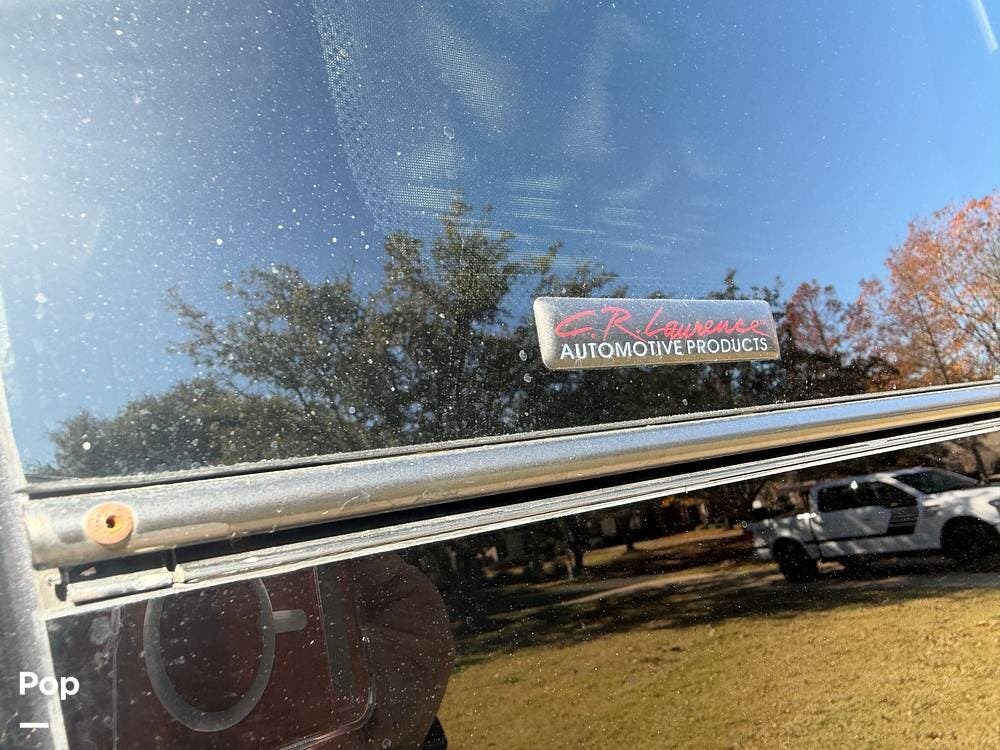 C.R. Laurence
AUTOMOTIVE PRODUCTS
Pop